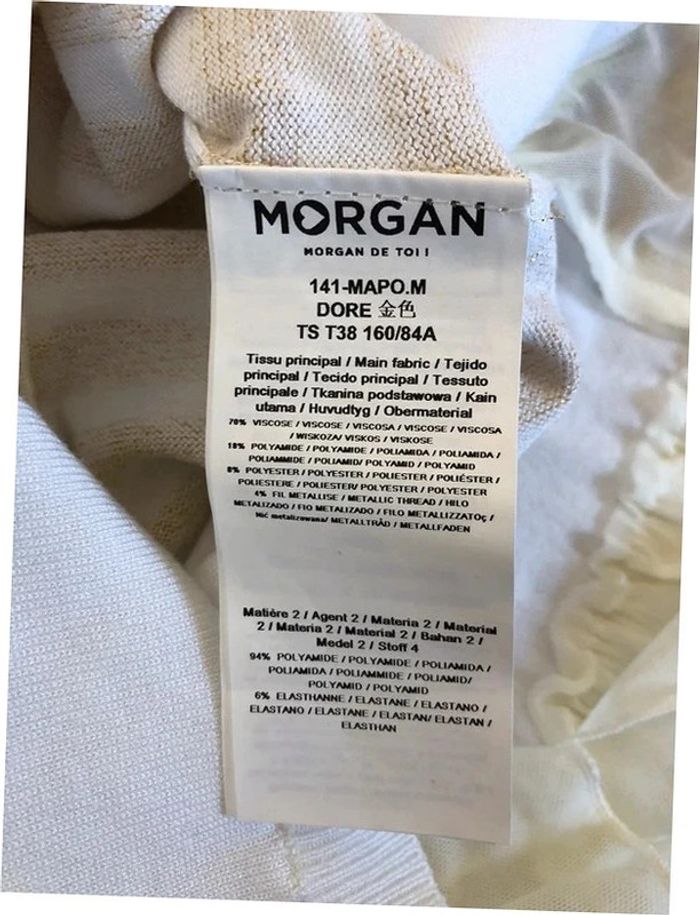 MORGAN
MORGAN DE TOI !
141-MAPO.M
DORE 金色
TS T38 160/84A
Tissu principal / Main fabric / Tejido
principal / Tecido principal / Tessuto
principale / Tkanina podstawowa / Kain
utama / Huvudtyg / Obermaterial
70% VISCOSE / VISCOSE / VISCOSA / VISCOSE / VISCOSA
/ WISKOZA/ VISKOS / VISKOSE
18% POLYAMIDE / POLYAMIDE / POLIAMIDA / POLIAMIDA /
POLIAMMIDE / POLIAMID/ POLYAMID / POLYAMID
8% POLYESTER / POLYESTER / POLIESTER / POLIÉSTER /
POLIESTERE / POLIESTER/ POLYESTER / POLYESTER
4% FIL METALLISE / METALLIC THREAD / HILO
METALIZADO / FIO METALIZADO / FILO METALLIZZATOç /
Nić metalizowana/ METALLTRÅD / METALLFADEN
Matière 2 / Agent 2 / Materia 2 / Material
2 / Materia 2 / Material 2 / Bahan 2 /
Medel 2 / Stoff 4
94% POLYAMIDE / POLYAMIDE / POLIAMIDA /
POLIAMIDA / POLIAMMIDE / POLIAMID/
POLYAMID / POLYAMID
6% ELASTHANNE / ELASTANE / ELASTANO /
ELASTANO / ELASTANE / ELASTAN/ ELASTAN /
ELASTHAN